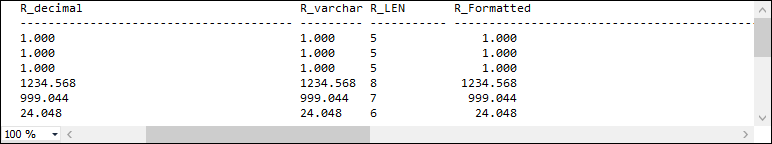 R_decimal R_varchar R_LEN R_Formatted
--------------------------------------- --------- ----------- -------------------------------------------
1.000 1.000 5 1.000
1.000 1.000 5 1.000
1.000 1.000 5 1.000
1234.568 1234.568 8 1234.568
999.044 999.044 7 999.044
24.048 24.048 6 24.048
100 %